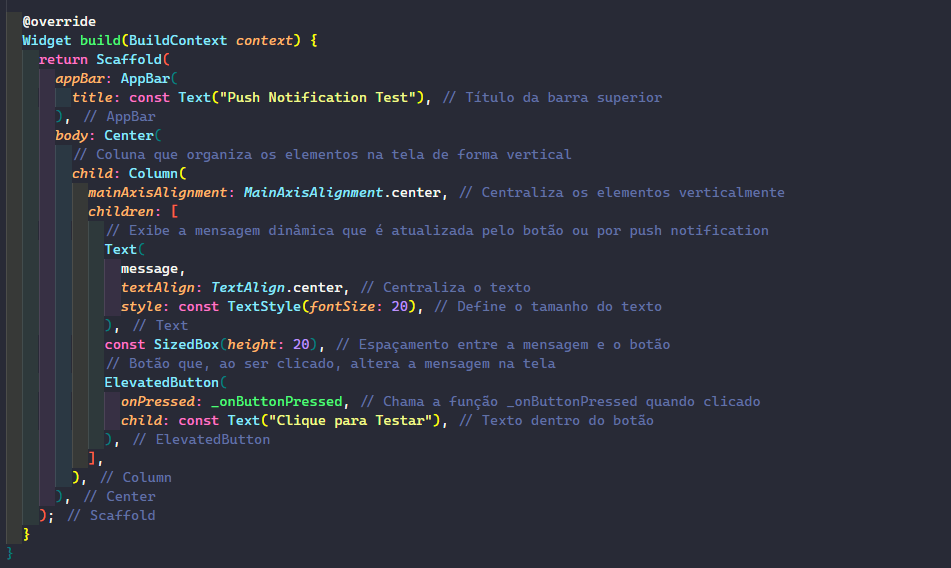 @override
Widget build(BuildContext context) {
return Scaffold(
appBar: AppBar(
title: const Text("Push Notification Test"), // Título da barra superior
), // AppBar
body: Center(
// Coluna que organiza os elementos na tela de forma vertical
child: Column(
mainAxisAlignment: MainAxisAlignment.center, // Centraliza os elementos verticalmente
children: [
// Exibe a mensagem dinâmica que é atualizada pelo botão ou por push notification
Text(
message,
textAlign: TextAlign.center, // Centraliza o texto
style: const TextStyle(fontSize: 20), // Define o tamanho do texto
), // Text
const SizedBox(height: 20), // Espaçamento entre a mensagem e o botão
// Botão que, ao ser clicado, altera a mensagem na tela
ElevatedButton(
onPressed: _onButtonPressed, // Chama a função _onButtonPressed quando clicado
child: const Text("Clique para Testar"), // Texto dentro do botão
), // ElevatedButton
],
), // Column
), // Center
); // Scaffold
}
}